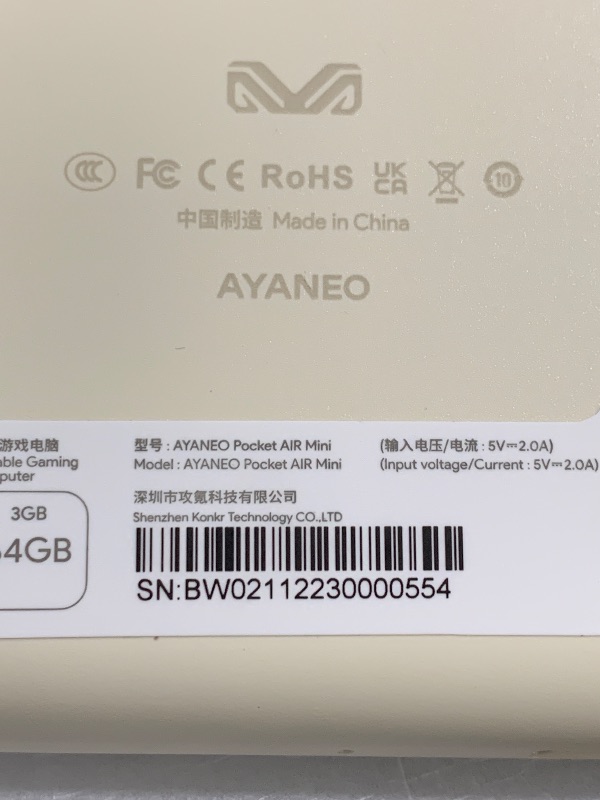 FC CE RoHS UK CA 10
中国制造 Made in China
AYANEO
游戏电脑
able Gaming
puter
3GB
64GB
型号 : AYANEO Pocket AIR Mini
Model : AYANEO Pocket AIR Mini
(输入电压/电流 : 5V⎓2.0A)
(Input voltage/Current : 5V⎓2.0A)
深圳市攻氪科技有限公司
Shenzhen Konkr Technology CO.,LTD
SN:BW02112230000554